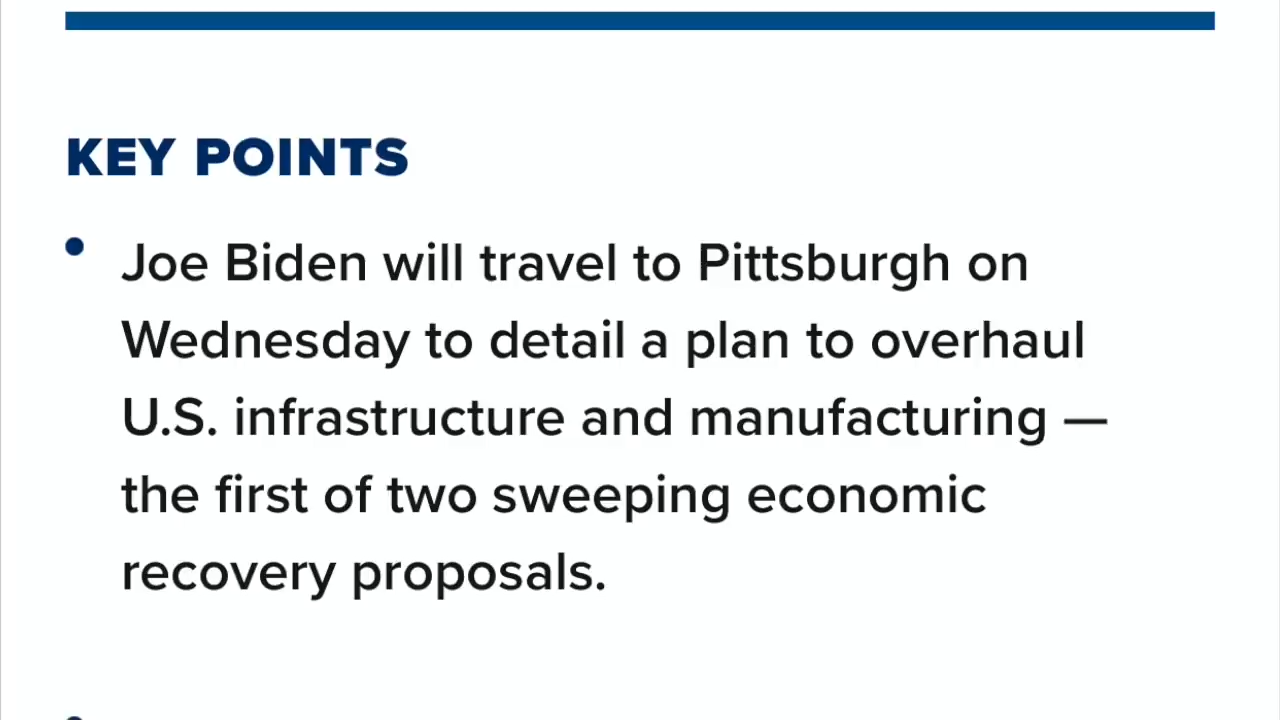 KEY POINTS
Joe Biden will travel to Pittsburgh on
Wednesday to detail a plan to overhaul
U.S. infrastructure and manufacturing —
the first of two sweeping economic
recovery proposals.